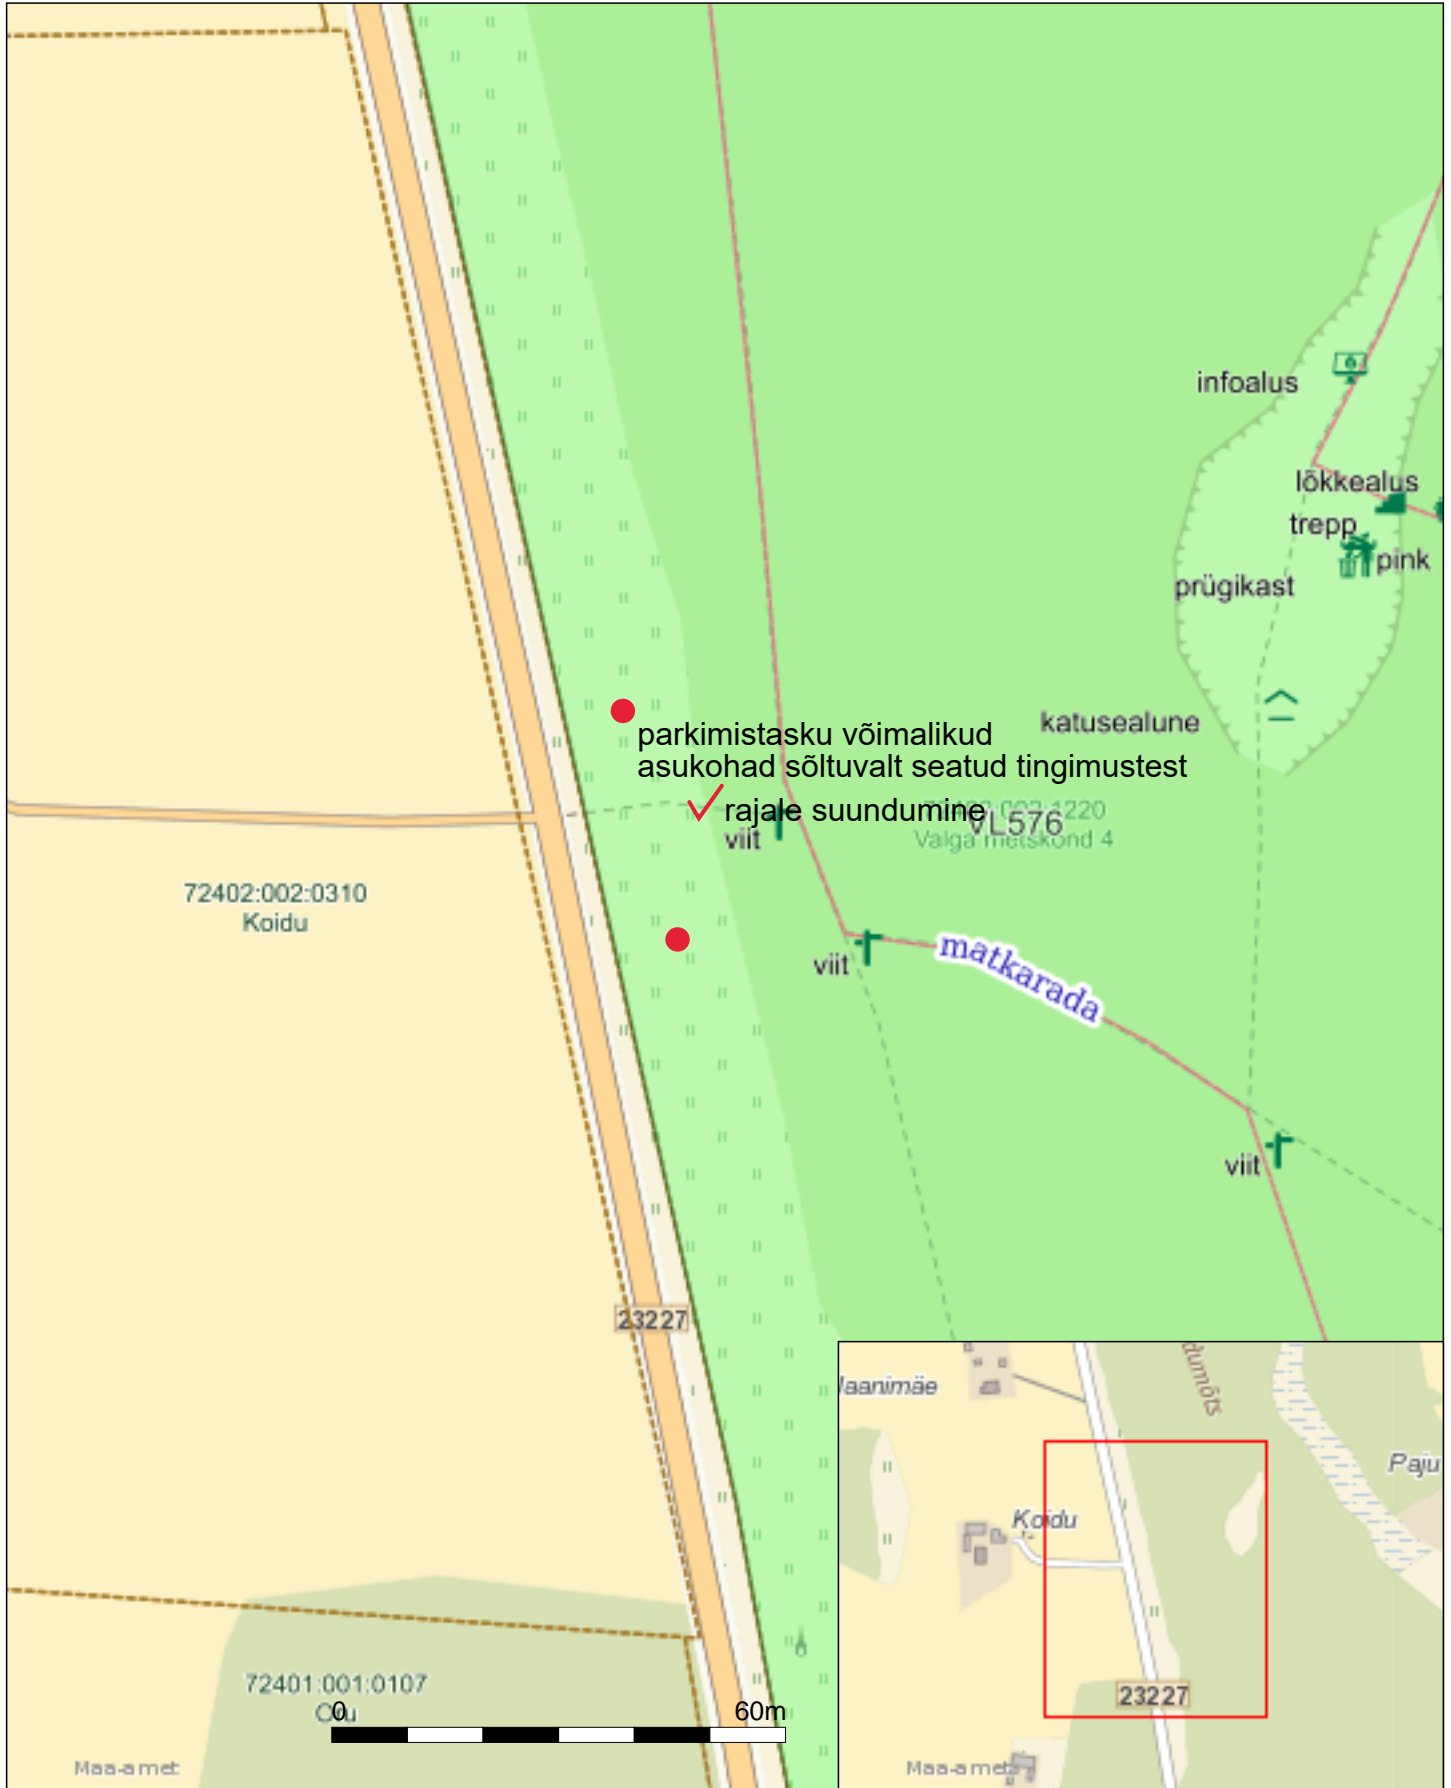 infoalus
lõkkealus
trepp
pink
prügikast
katusealune
parkimistasku võimalikud
asukohad sõltuvalt seatud tingimustest
rajale suundumine
viit
VL576
Valga metskond 4
72402:002:0310
Koidu
viit
matkarada
viit
23227
72401:001:0107
0
60m
Maa-amet
Jaanimäe
Koidu
Paju
23227
Maa-amet